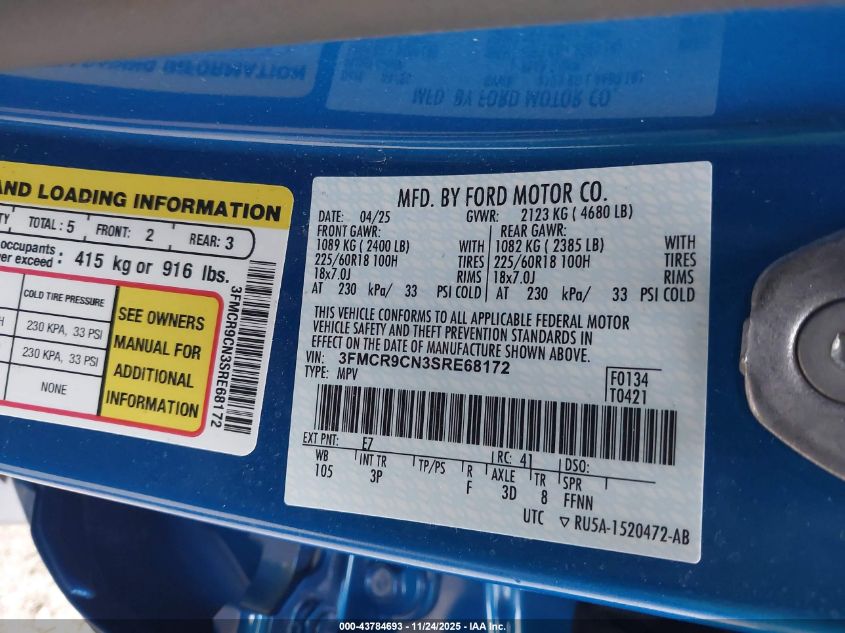 MFD. BY FORD MOTOR CO.
AND LOADING INFORMATION
TOTAL: 5 FRONT: 2 REAR: 3
occupants
exceed: 415 kg or 916 lbs.
COLD TIRE PRESSURE
230 KPA, 33 PSI
230 KPA, 33 PSI
NONE
SEE OWNERS
MANUAL FOR
ADDITIONAL
INFORMATION
3FMCR9CN3SRE68172
MFD. BY FORD MOTOR CO.
DATE: 04/25 GVWR: 2123 KG ( 4680 LB)
FRONT GAWR: REAR GAWR:
1089 KG ( 2400 LB) WITH 1082 KG ( 2385 LB) WITH
225/60R18 100H TIRES 225/60R18 100H TIRES
18x7.0J RIMS 18x7.0J RIMS
AT 230 kPa/ 33 PSI COLD AT 230 kPa/ 33 PSI COLD
THIS VEHICLE CONFORMS TO ALL APPLICABLE FEDERAL MOTOR
VEHICLE SAFETY AND THEFT PREVENTION STANDARDS IN
EFFECT ON THE DATE OF MANUFACTURE SHOWN ABOVE.
VIN: 3FMCR9CN3SRE68172
TYPE: MPV
F0134
T0421
EXT PNT: E7 RC: 41 DSO:
WB INT TR TP/PS R AXLE TR SPR
105 3P F 3D 8 FFNN
UTC ▽ RU5A-1520472-AB
000-43784693 - 11/24/2025 - IAA, Inc.